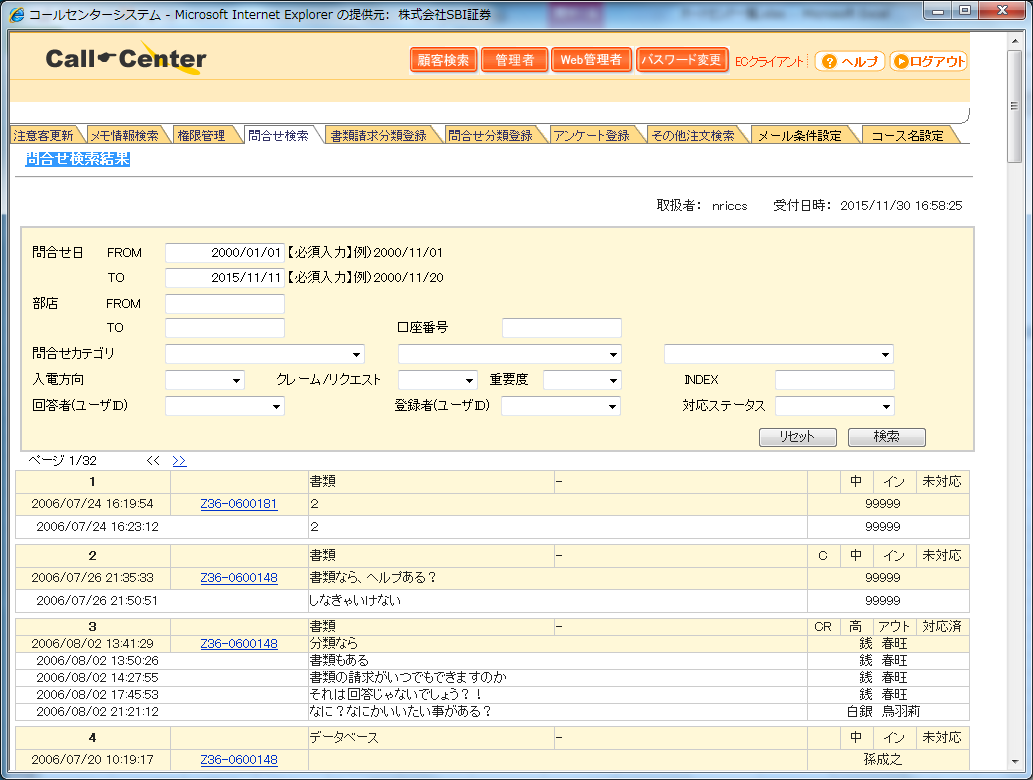 コールセンターシステム - Microsoft Internet Explorer の提供元: 株式会社SBI証券
Call Center 顧客検索 管理者 Web管理者 パスワード変更 ECクライアント ヘルプ ログアウト
注意客更新 メモ情報検索 権限管理 問合せ検索 書類請求分類登録 問合せ分類登録 アンケート登録 その他注文検索 メール条件設定 コース名設定
問合せ検索結果
取扱者: nriccs 受付日時: 2015/11/30 16:58:25
問合せ日 FROM 2000/01/01 【必須入力】例)2000/11/01
TO 2015/11/11 【必須入力】例)2000/11/20
部店 FROM
TO 口座番号
問合せカテゴリ
入電方向 クレーム/リクエスト 重要度 INDEX
回答者(ユーザID) 登録者(ユーザID) 対応ステータス
リセット 検索
ページ 1/32 << >>
1 書類 - 中 イン 未対応
2006/07/24 16:19:54 Z36-0600181 2 99999
2006/07/24 16:23:12 2 99999
2 書類 - C 中 イン 未対応
2006/07/26 21:35:33 Z36-0600148 書類なら、ヘルプある? 99999
2006/07/26 21:50:51 しなきゃいけない 99999
3 書類 - CR 高 アウト 対応済
2006/08/02 13:41:29 Z36-0600148 分類なら 銭 春旺
2006/08/02 13:50:26 書類もある 銭 春旺
2006/08/02 14:27:55 書類の請求がいつでもできますのか 銭 春旺
2006/08/02 17:45:53 それは回答じゃないでしょう?! 銭 春旺
2006/08/02 21:21:12 なに?なにかいいたい事がある? 白銀 鳥羽莉
4 データベース - 中 イン 未対応
2006/07/20 10:19:17 Z36-0600148 孫成之